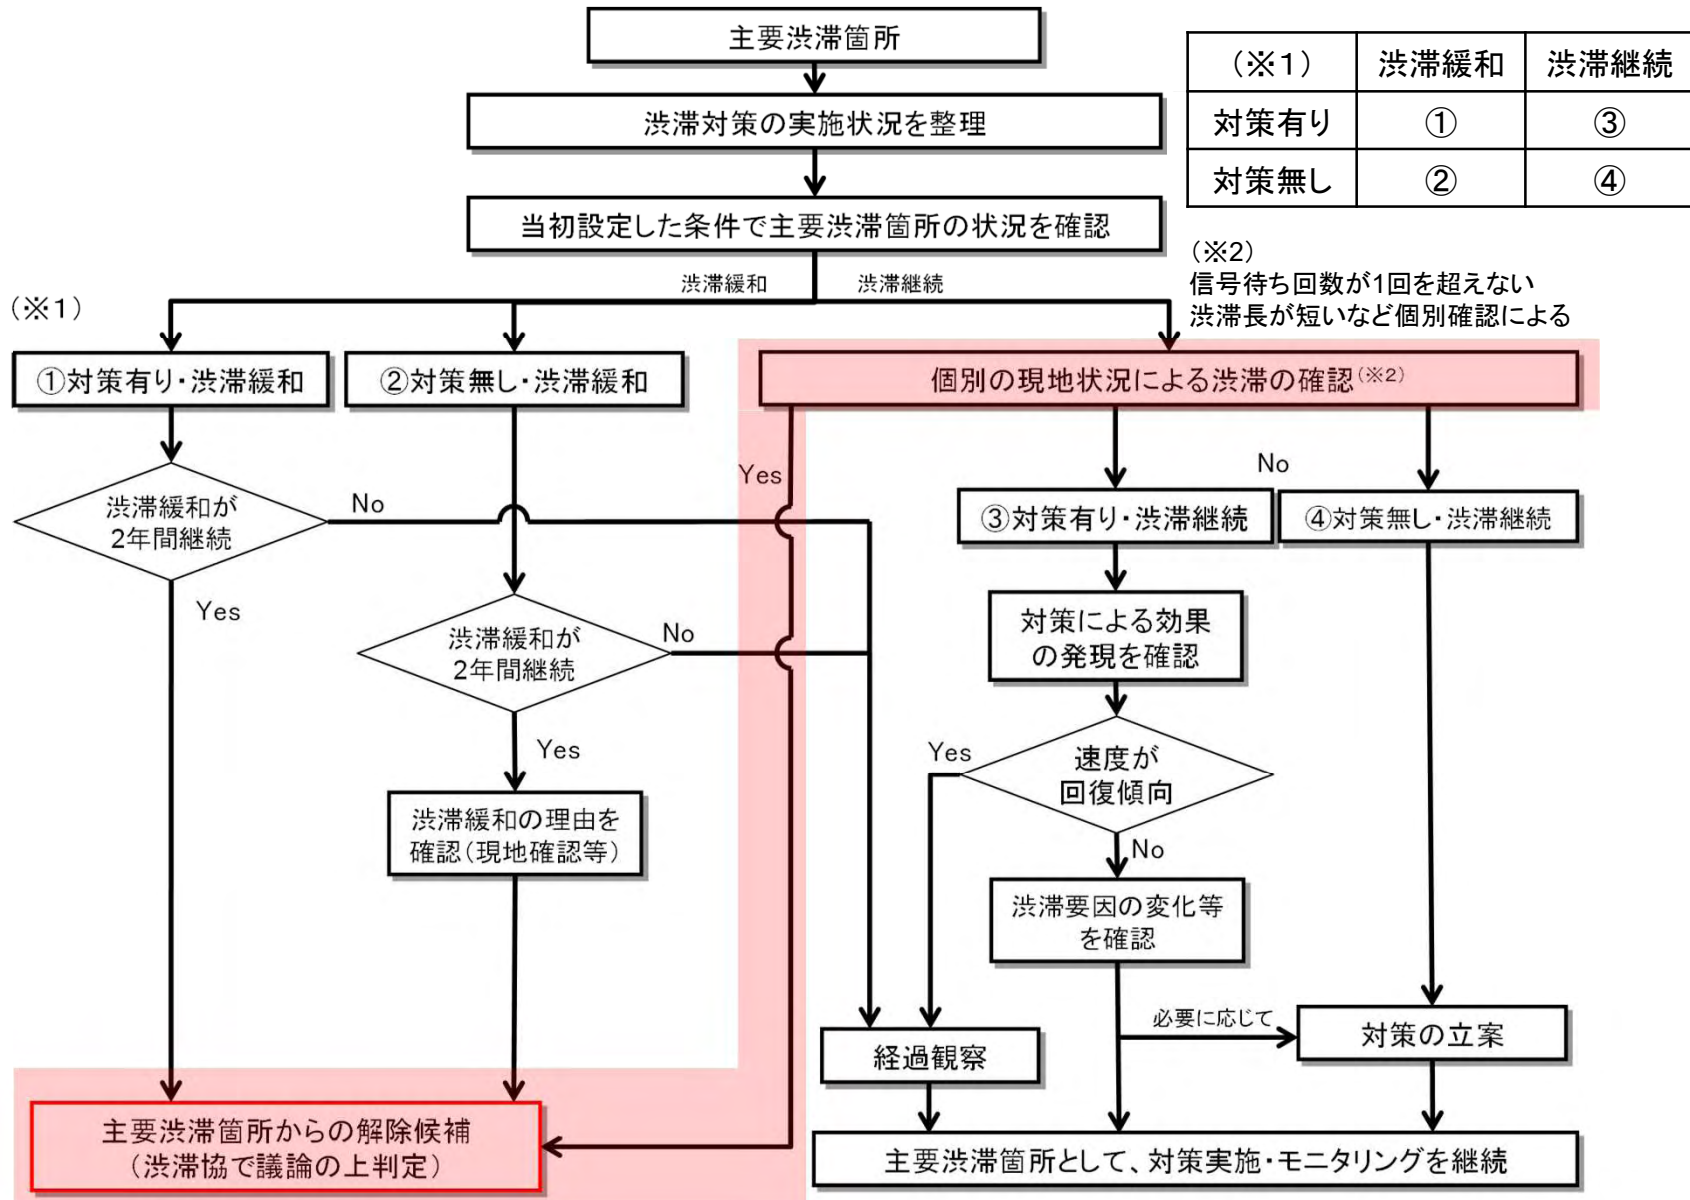 主要渋滞箇所
渋滞対策の実施状況を整理
当初設定した条件で主要渋滞箇所の状況を確認
(※1) 渋滞緩和 渋滞継続
対策有り ① ③
対策無し ② ④
(※2)
信号待ち回数が1回を超えない
渋滞長が短いなど個別確認による
渋滞緩和 渋滞継続
(※1)
①対策有り・渋滞緩和
②対策無し・渋滞緩和
個別の現地状況による渋滞の確認(※2)
渋滞緩和が
2年間継続
No
Yes
渋滞緩和が
2年間継続
No
Yes
渋滞緩和の理由を
確認(現地確認等)
Yes
No
③対策有り・渋滞継続
④対策無し・渋滞継続
対策による効果
の発現を確認
速度が
回復傾向
Yes
No
渋滞要因の変化等
を確認
必要に応じて
対策の立案
経過観察
主要渋滞箇所からの解除候補
(渋滞協で議論の上判定)
主要渋滞箇所として、対策実施・モニタリングを継続